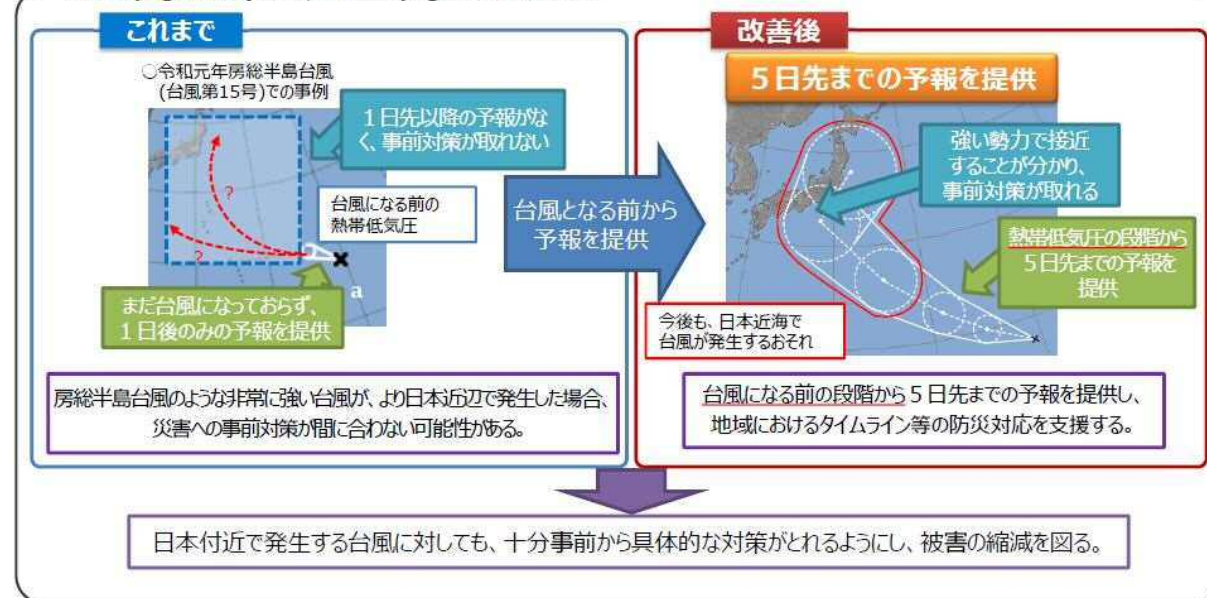 これまで
○令和元年房総半島台風
(台風第15号)での事例
1日先以降の予報がな
く、事前対策が取れない
?
?
台風になる前の
熱帯低気圧
a
まだ台風になっておらず、
1日後のみの予報を提供
房総半島台風のような非常に強い台風が、より日本近辺で発生した場合、
災害への事前対策が間に合わない可能性がある。
台風となる前から
予報を提供
改善後
5日先までの予報を提供
強い勢力で接近
することが分かり、
事前対策が取れる
熱帯低気圧の段階から
5日先までの予報を
提供
今後も、日本近海で
台風が発生するおそれ
台風になる前の段階から5日先までの予報を提供し、
地域におけるタイムライン等の防災対応を支援する。
日本付近で発生する台風に対しても、十分事前から具体的な対策がとれるようにし、被害の縮減を図る。